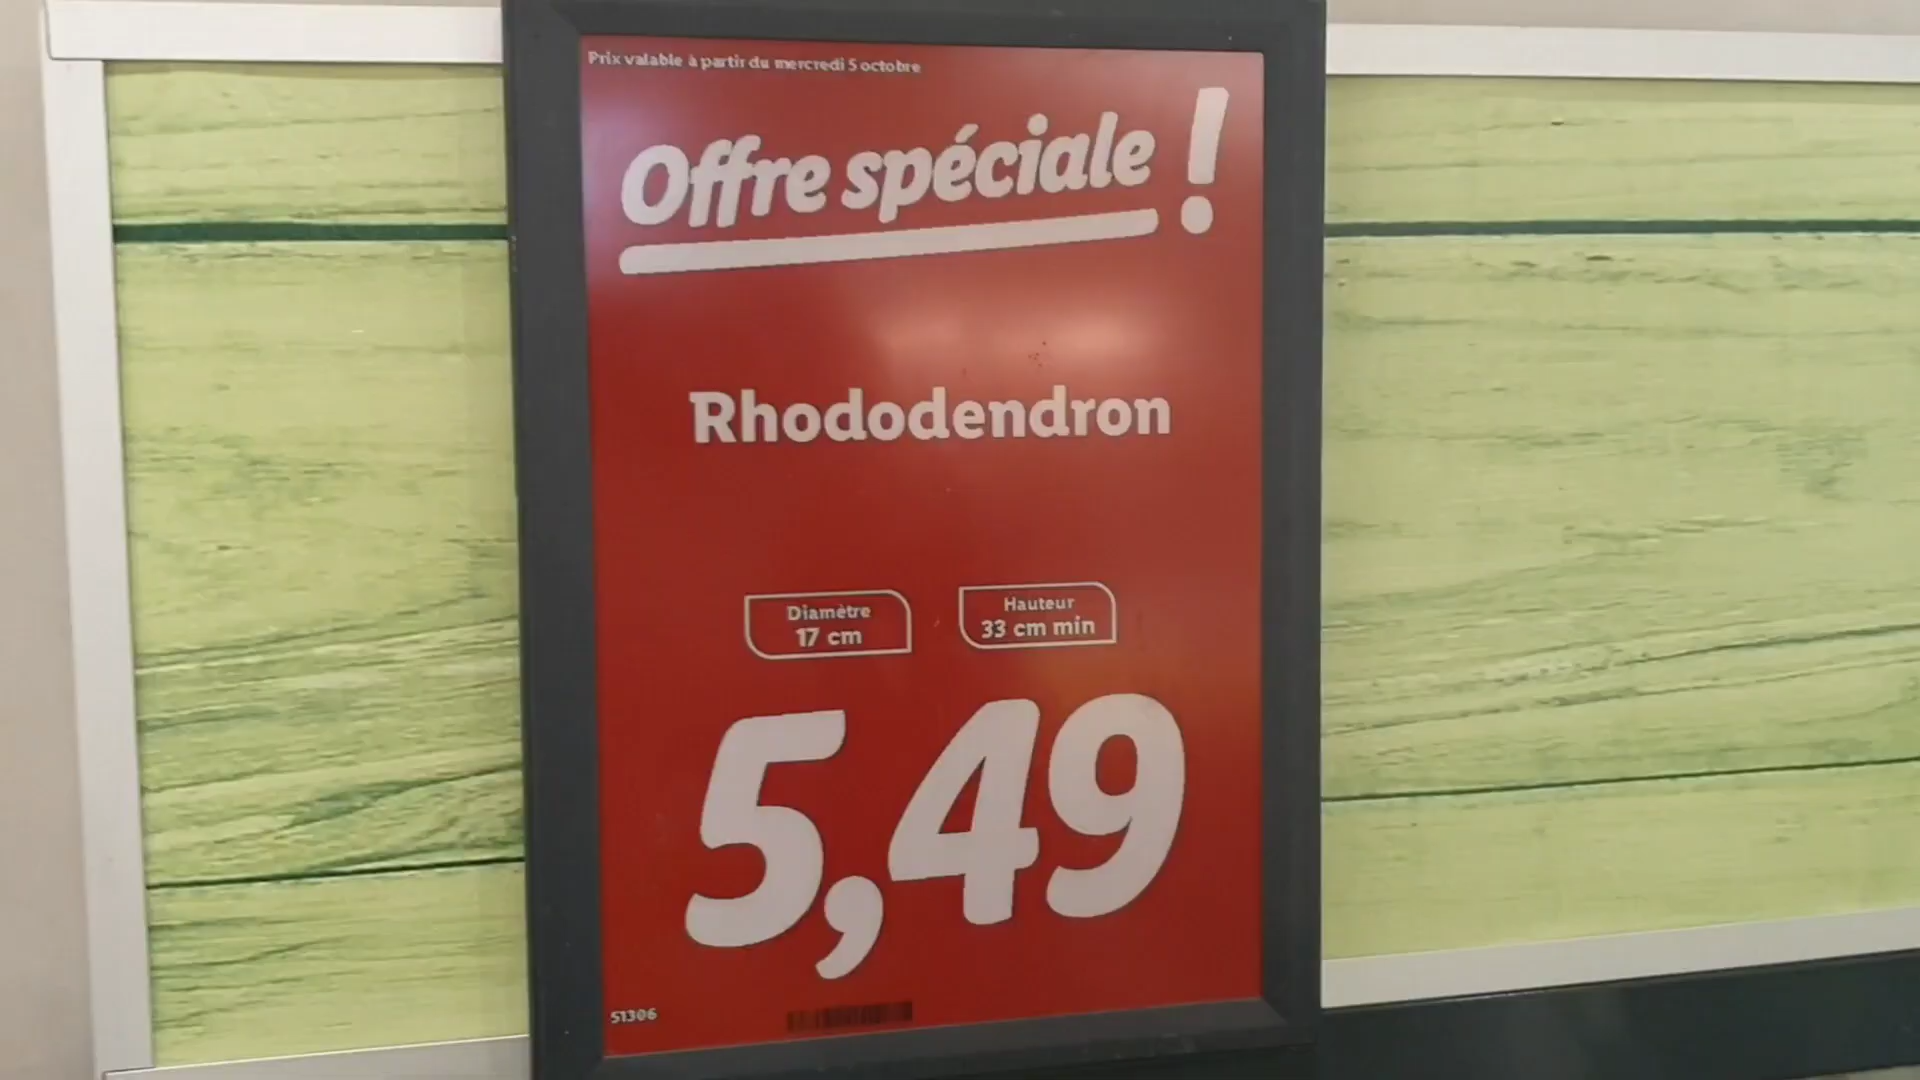 Prix valable à partir du mercredi 5 octobre
Offre spéciale !
Rhododendron
Diamètre
17 cm
Hauteur
33 cm min
5,49
51306